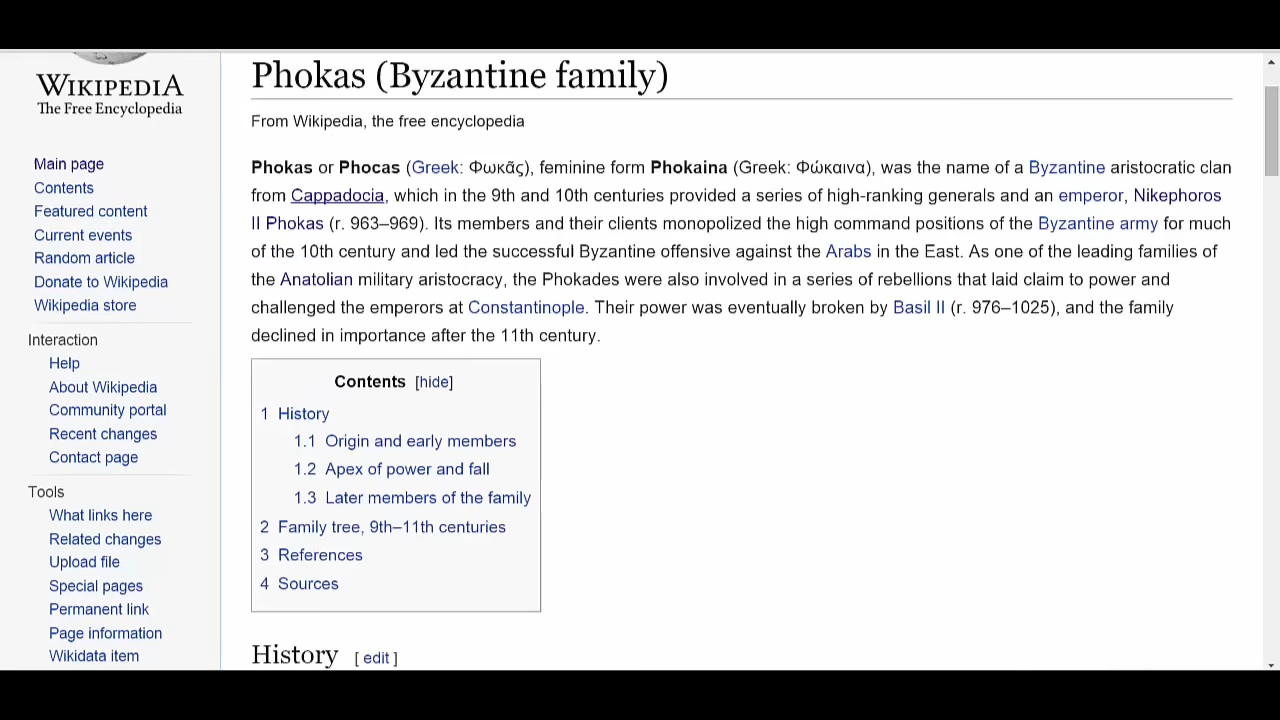 WIKIPEDIA
The Free Encyclopedia
Main page
Contents
Featured content
Current events
Random article
Donate to Wikipedia
Wikipedia store
Interaction
Help
About Wikipedia
Community portal
Recent changes
Contact page
Tools
What links here
Related changes
Upload file
Special pages
Permanent link
Page information
Wikidata item
Phokas (Byzantine family)
From Wikipedia, the free encyclopedia
Phokas or Phocas (Greek: Φωκᾶς), feminine form Phokaina (Greek: Φώκαινα), was the name of a Byzantine aristocratic clan
from Cappadocia, which in the 9th and 10th centuries provided a series of high-ranking generals and an emperor, Nikephoros
II Phokas (r. 963–969). Its members and their clients monopolized the high command positions of the Byzantine army for much
of the 10th century and led the successful Byzantine offensive against the Arabs in the East. As one of the leading families of
the Anatolian military aristocracy, the Phokades were also involved in a series of rebellions that laid claim to power and
challenged the emperors at Constantinople. Their power was eventually broken by Basil II (r. 976–1025), and the family
declined in importance after the 11th century.
Contents [hide]
1 History
1.1 Origin and early members
1.2 Apex of power and fall
1.3 Later members of the family
2 Family tree, 9th–11th centuries
3 References
4 Sources
History [ edit ]